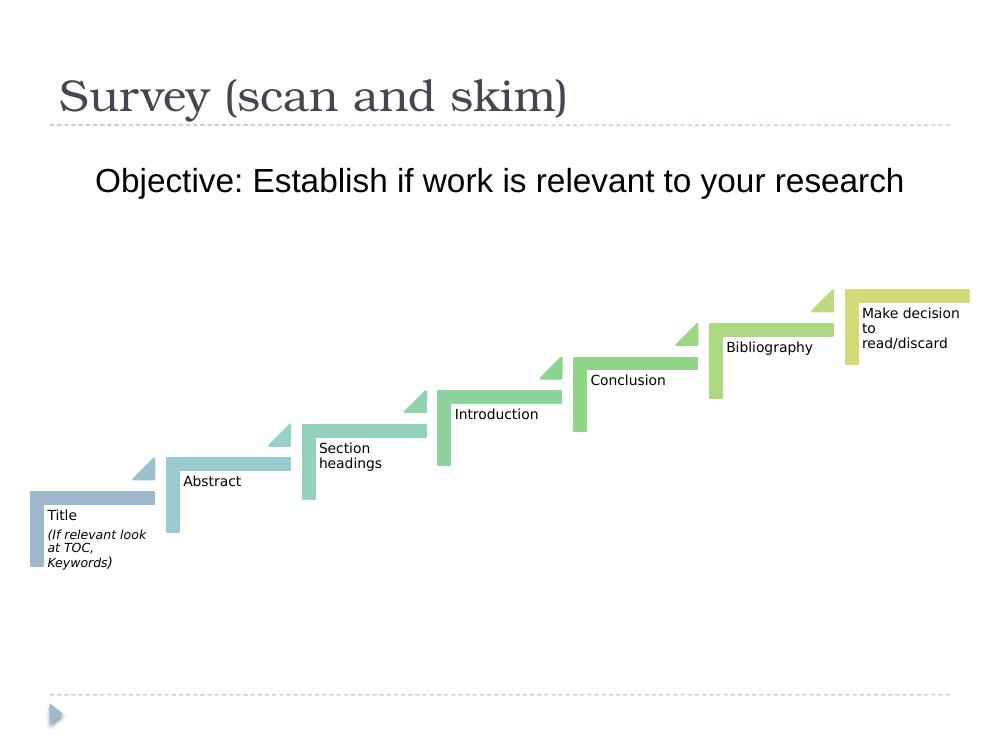 Survey (scan and skim)
Objective: Establish if work is relevant to your research
Title
(If relevant look
at TOC,
Keywords)
Abstract
Section
headings
Introduction
Conclusion
Bibliography
Make decision
to
read/discard